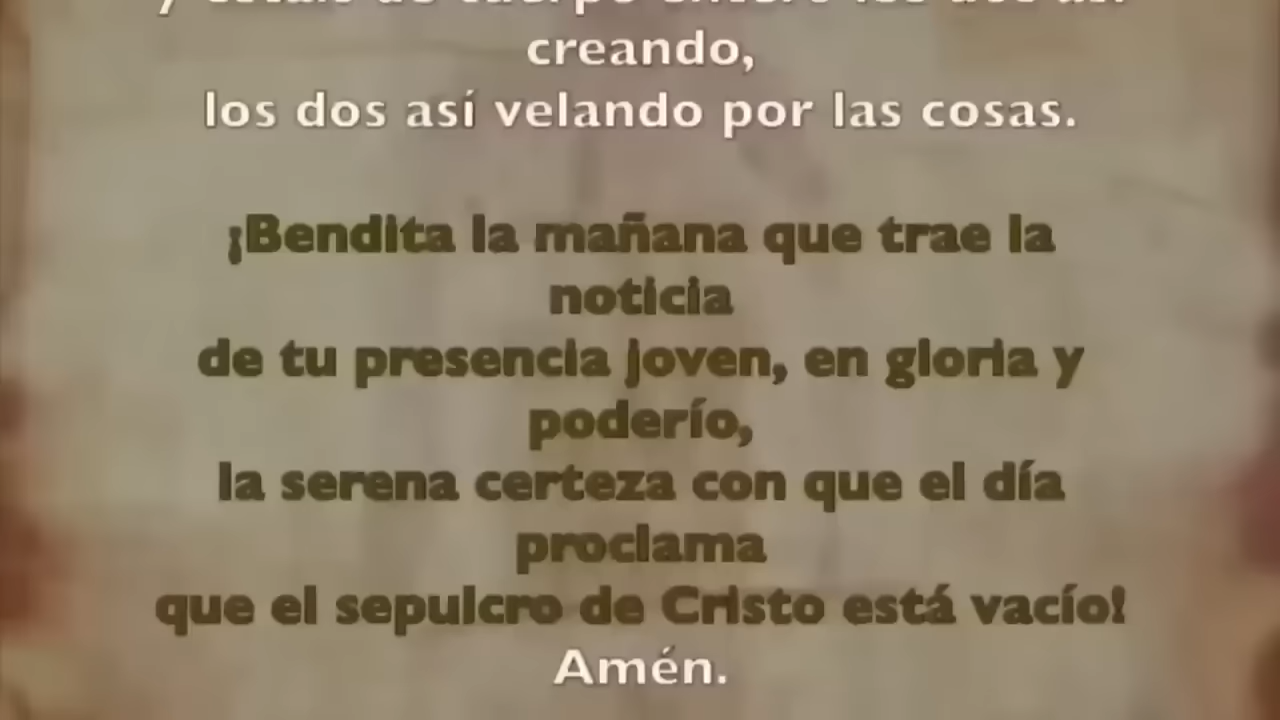 creando,
los dos así velando por las cosas.
¡Bendita la mañana que trae la
noticia
de tu presencia joven, en gloria y
poderío,
la serena certeza con que el día
proclama
que el sepulcro de Cristo está vacío!
Amén.